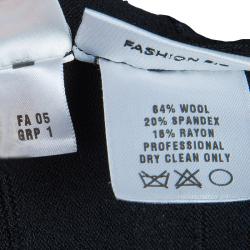 FASHION
FA 05
GRP 1
64% WOOL
20% SPANDEX
16% RAYON
PROFESSIONAL
DRY CLEAN ONLY